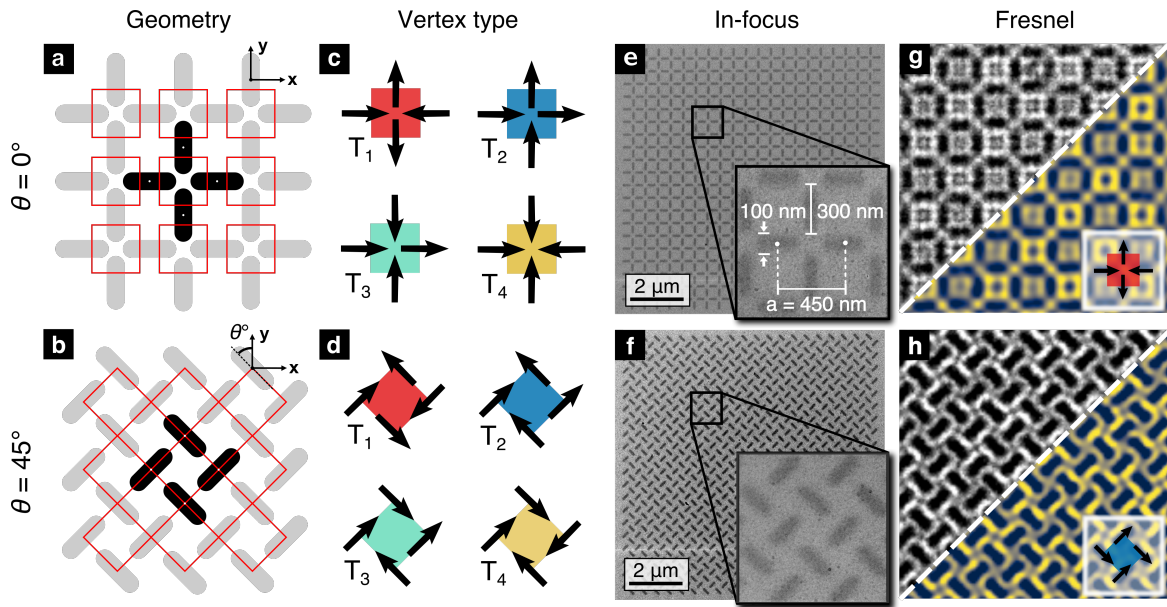 Geometry
Vertex type
In-focus
Fresnel
θ = 0°
a
y
x
c
T1
T2
T3
T4
e
100 nm
300 nm
a = 450 nm
2 µm
g
θ = 45°
b
θ°
y
x
d
T1
T2
T3
T4
f
2 µm
h